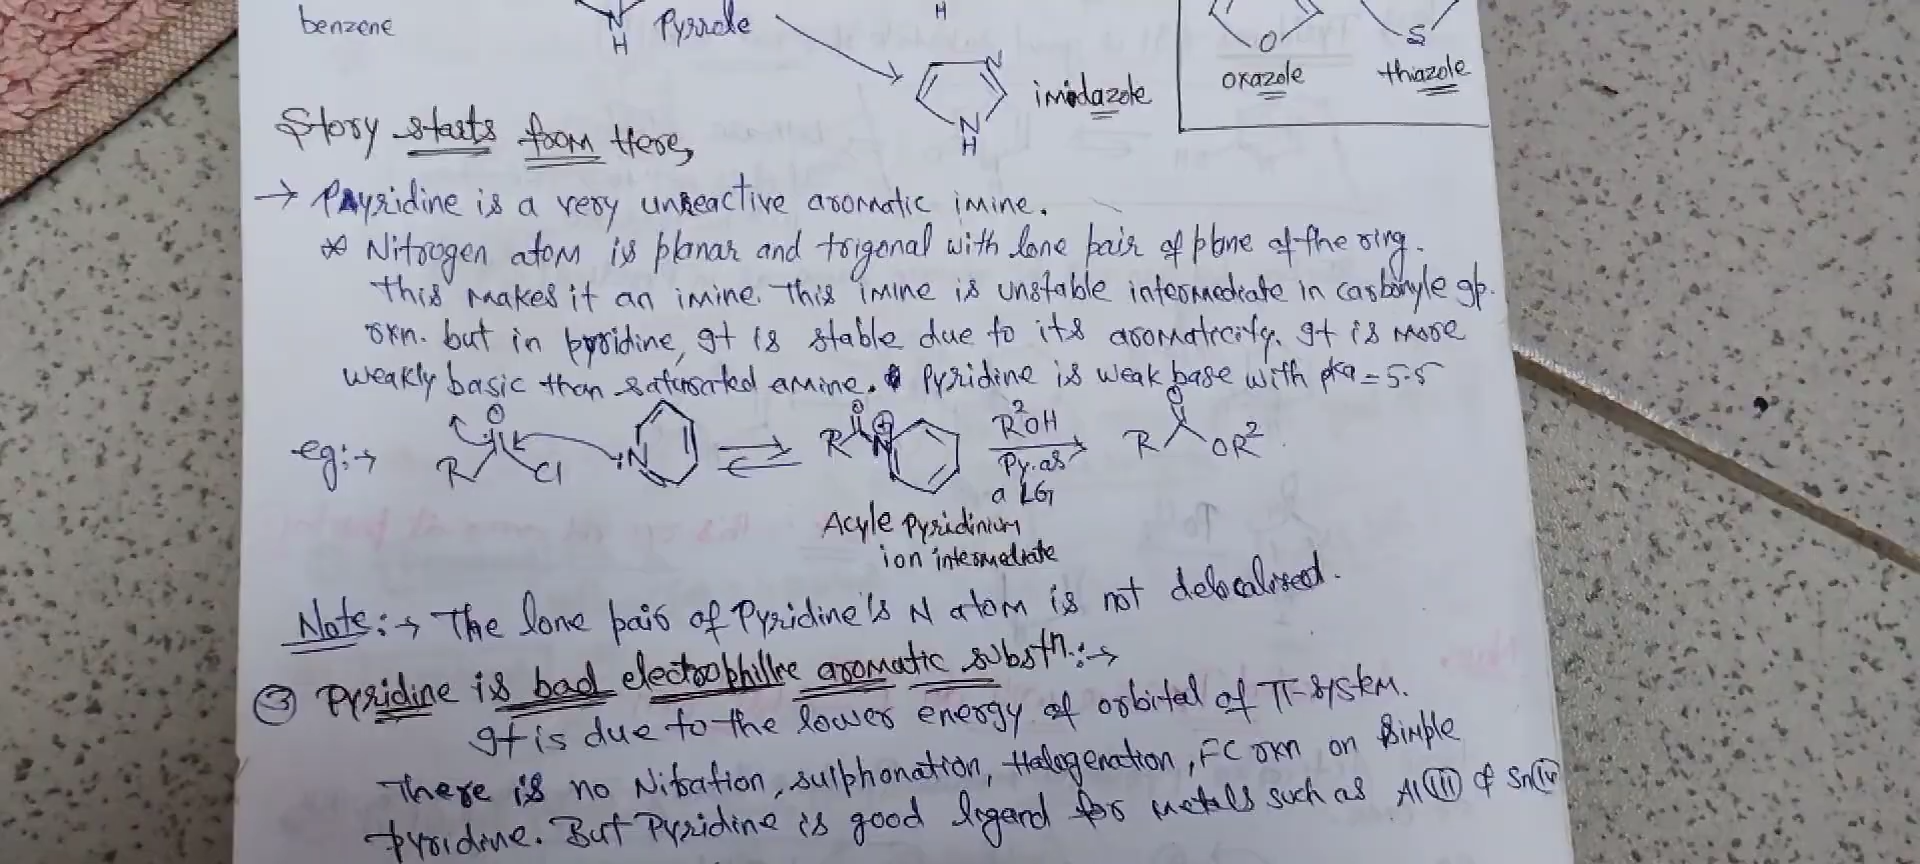 benzene
N
H
Pyrrole
H
N
N
H
imidazole
O
oxazole
S
thiazole
Story starts from Here,
→ Pyridine is a very unreactive aromatic imine.
* Nitrogen atom is planar and trigonal with lone pair of plane of the ring.
This makes it an imine. This imine is unstable intermediate in carbonyle gp.
rxn. but in pyridine, It is stable due to its aromaticity. It is more
weakly basic than saturated amine. Pyridine is weak base with pka = 5.5
eg:→ R O Cl :N ⇌ R O ⊕ N R²OH Py. as a LG R O OR²
Acyle Pyridinium
ion intermediate
Note:→ The lone pair of Pyridine's N atom is not delocalised.
③ Pyridine is bad electrophillic aromatic substn.:→
It is due to the lower energy of orbital of π-system.
There is no Nitration, sulphonation, Halogenation, FC rxn on simple
pyridine. But Pyridine is good ligand for metals such as Al(III) & Sn(IV)